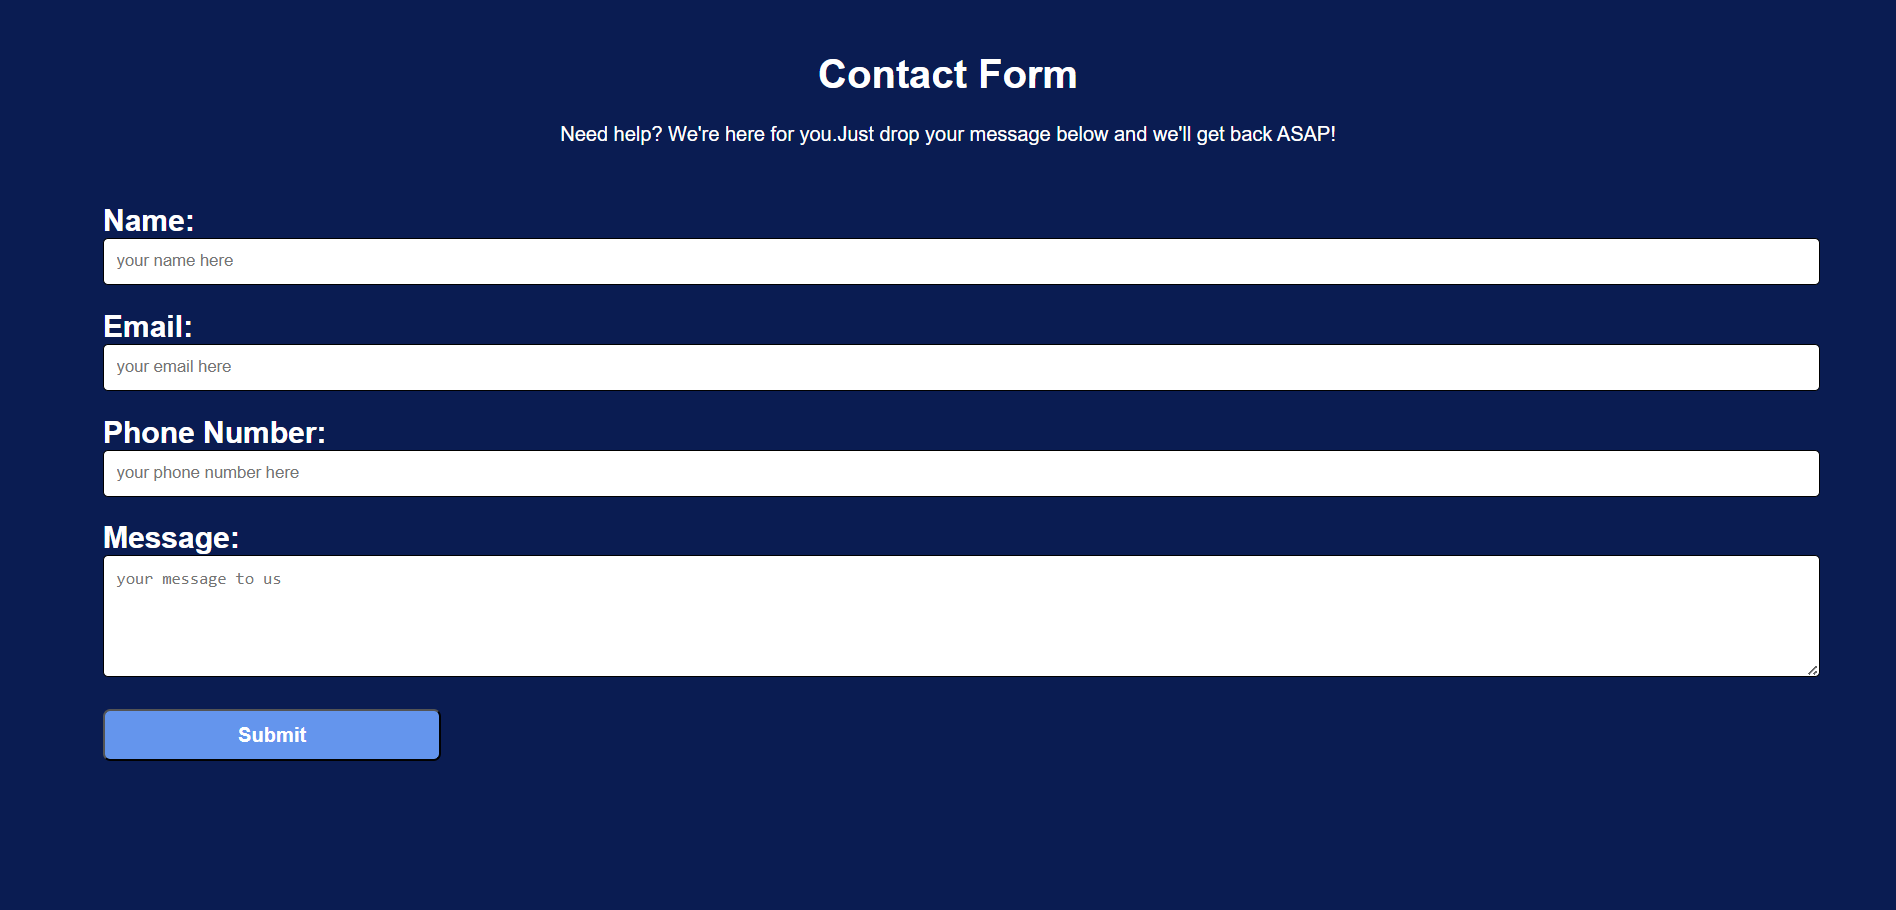 Contact Form
Need help? We're here for you.Just drop your message below and we'll get back ASAP!
Name:
your name here
Email:
your email here
Phone Number:
your phone number here
Message:
your message to us
Submit